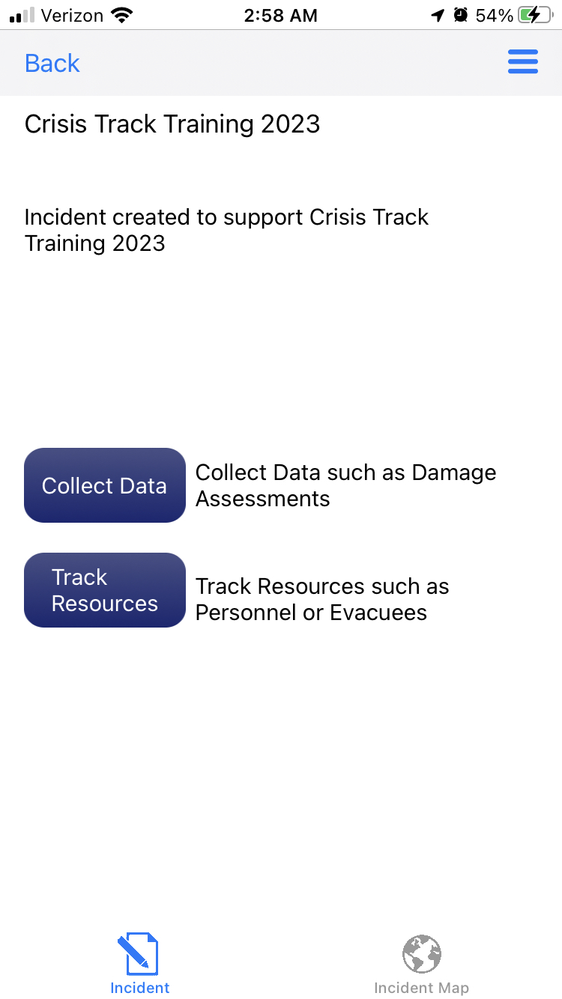 Verizon 2:58 AM 54%
Back
Crisis Track Training 2023
Incident created to support Crisis Track
Training 2023
Collect Data
Collect Data such as Damage
Assessments
Track
Resources
Track Resources such as
Personnel or Evacuees
Incident
Incident Map